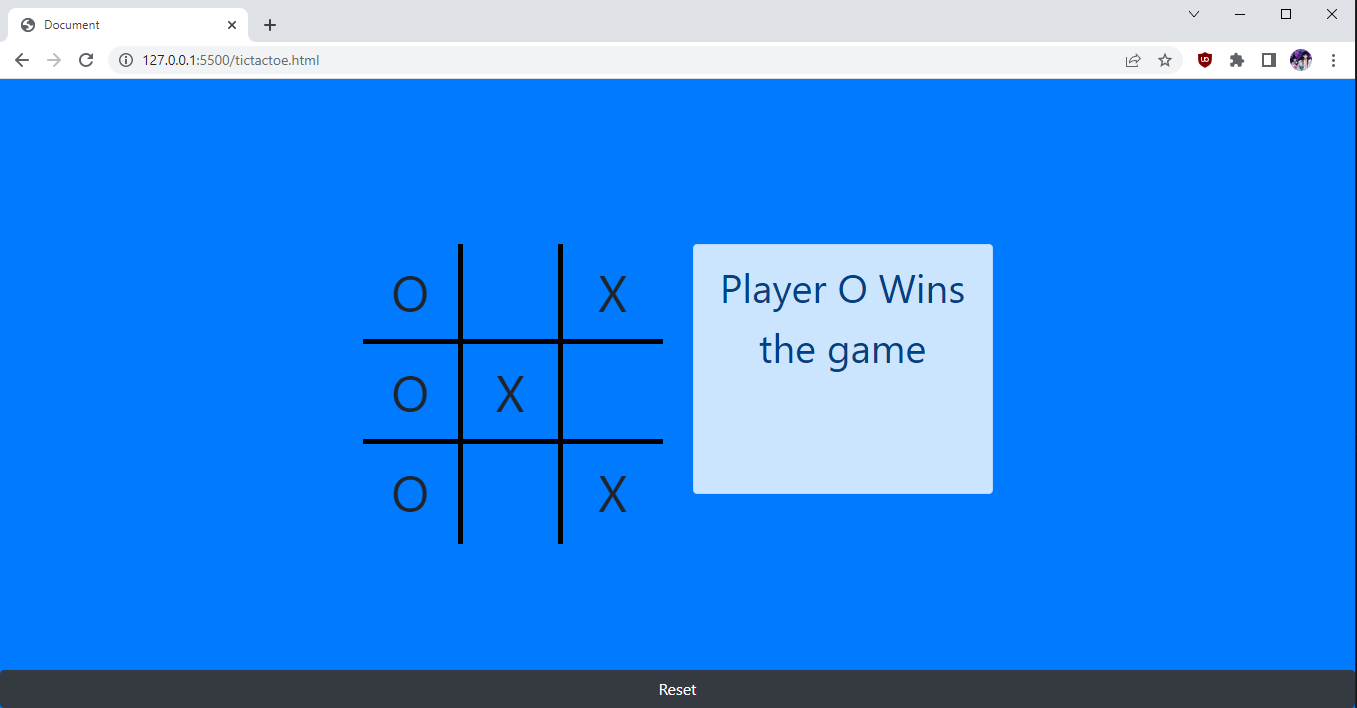 Document
127.0.0.1:5500/tictactoe.html
O X
Player O Wins
the game
O X
O X
Reset